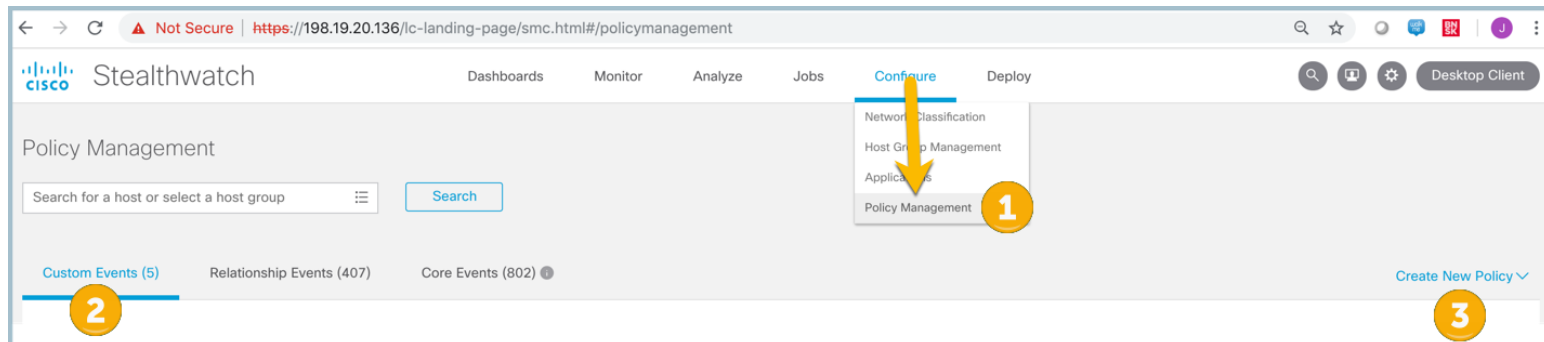 Not Secure https://198.19.20.136/lc-landing-page/smc.html#/policymanagement J
CISCO Stealthwatch Dashboards Monitor Analyze Jobs Configure Deploy Desktop Client
Network Classification
Policy Management
Host Group Management
Applications
Search for a host or select a host group Search
Policy Management 1
Custom Events (5) Relationship Events (407) Core Events (802) Create New Policy
2 3